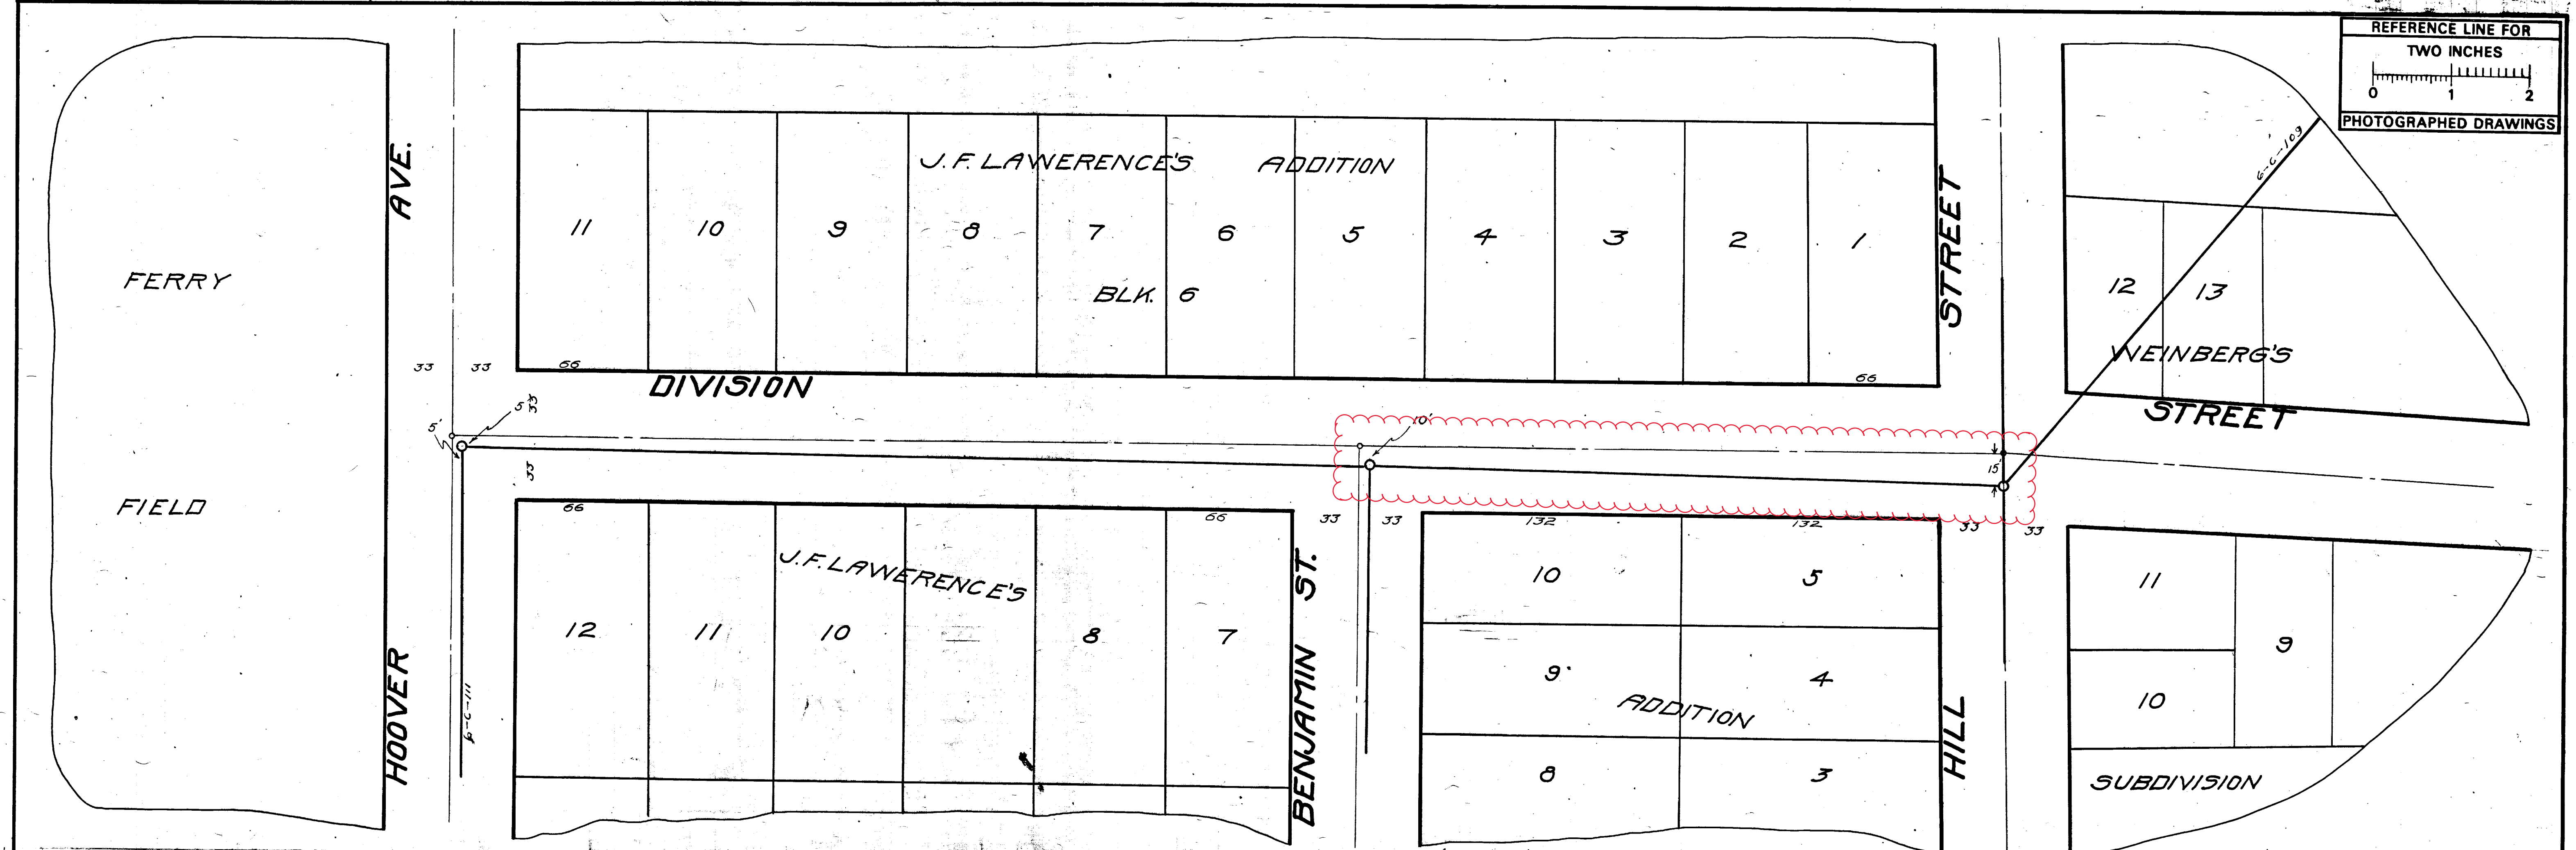 REFERENCE LINE FOR
TWO INCHES
0 1 2
PHOTOGRAPHED DRAWINGS
6-C-109
AVE.
J.F. LAWERENCE'S ADDITION
STREET
11 10 9 8 7 6 5 4 3 2 1
FERRY
BLK. 6
12 13
WEINBERG'S
33 33 66 66
DIVISION
STREET
5' 5 33
10'
33
15'
FIELD
66 66 33 33 132 132 33 33
J.F. LAWERENCE'S
BENJAMIN ST.
10 5
11
12 11 10 8 7
9
9 4
ADDITION
10
HOOVER
6-C-111
HILL
8 3
SUBDIVISION